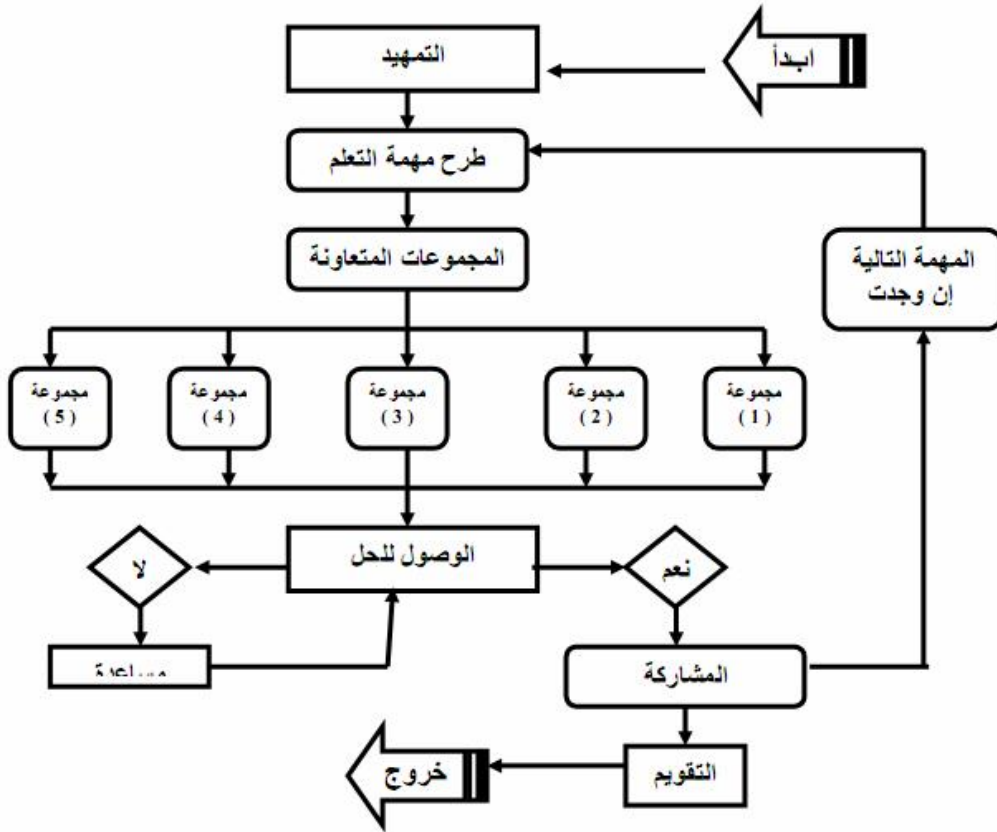 ابدأ
التمهيد
طرح مهمة التعلم
المجموعات المتعاونة
المهمة التالية
إن وجدت
مجموعة
( 1 )
مجموعة
( 2 )
مجموعة
( 3 )
مجموعة
( 4 )
مجموعة
( 5 )
الوصول للحل
نعم
لا
مساعدة
المشاركة
التقويم
خروج